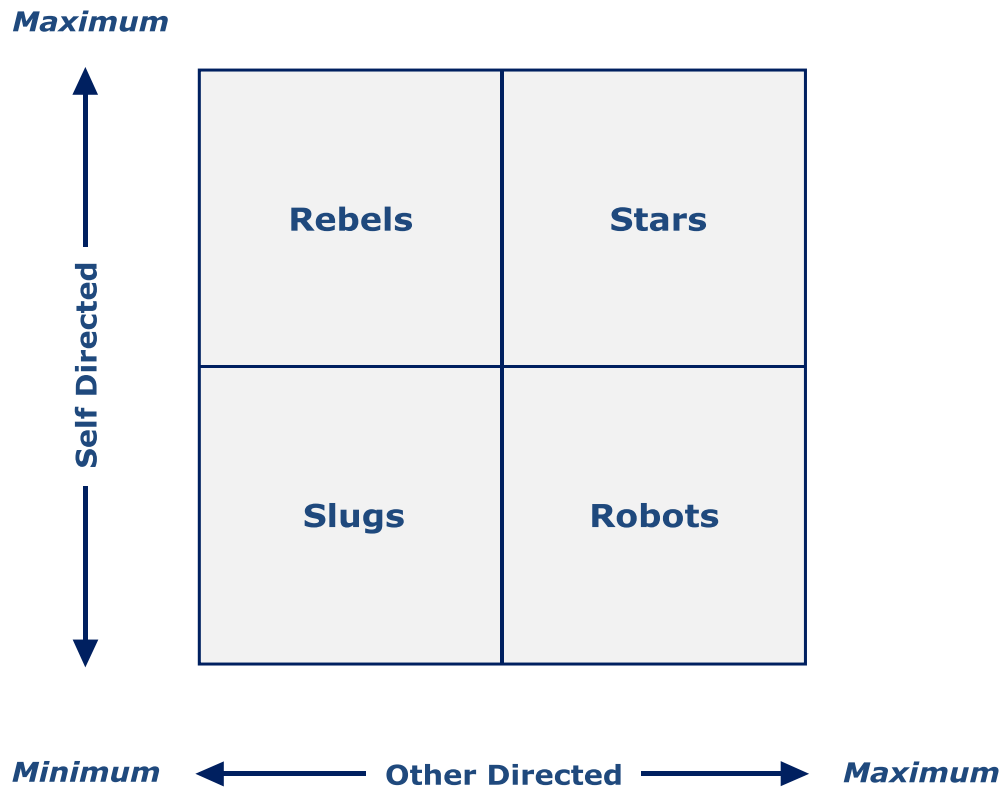 Maximum
Rebels
Stars
Self Directed
Slugs
Robots
Minimum
Other Directed
Maximum